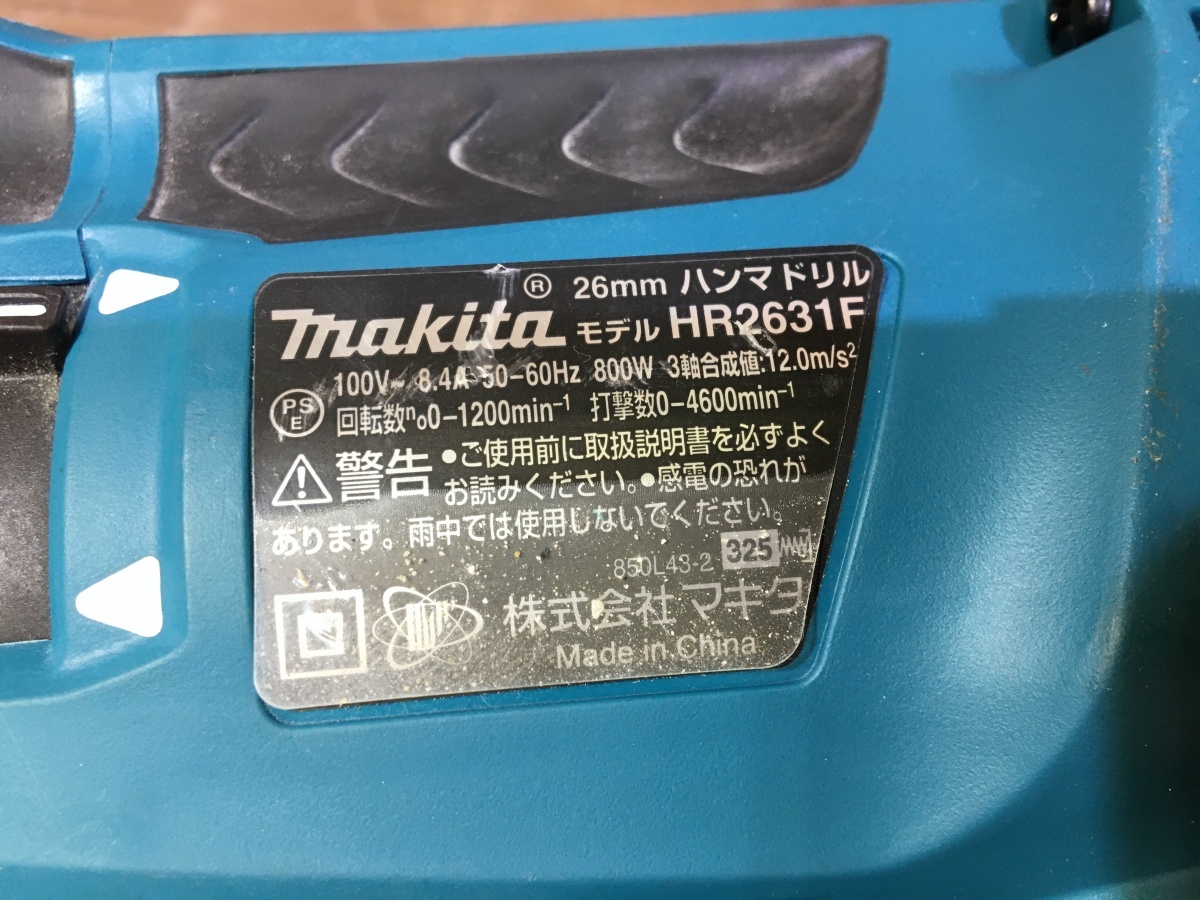 ® 26mm ハンマドリル
makita モデル HR2631F
100V~ 8.4A 50-60Hz 800W 3軸合成値:12.0m/s²
PS E 回転数n₀0-1200min⁻¹ 打撃数0-4600min⁻¹
警告 •ご使用前に取扱説明書を必ずよく
お読みください。•感電の恐れが
あります。雨中では使用しないでください。
850L43-2 325
株式会社 マキタ
Made in China